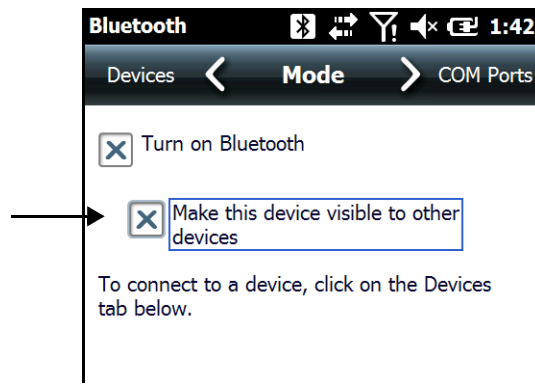 Bluetooth 1:42
Devices Mode COM Ports
Turn on Bluetooth
Make this device visible to other
devices
To connect to a device, click on the Devices
tab below.